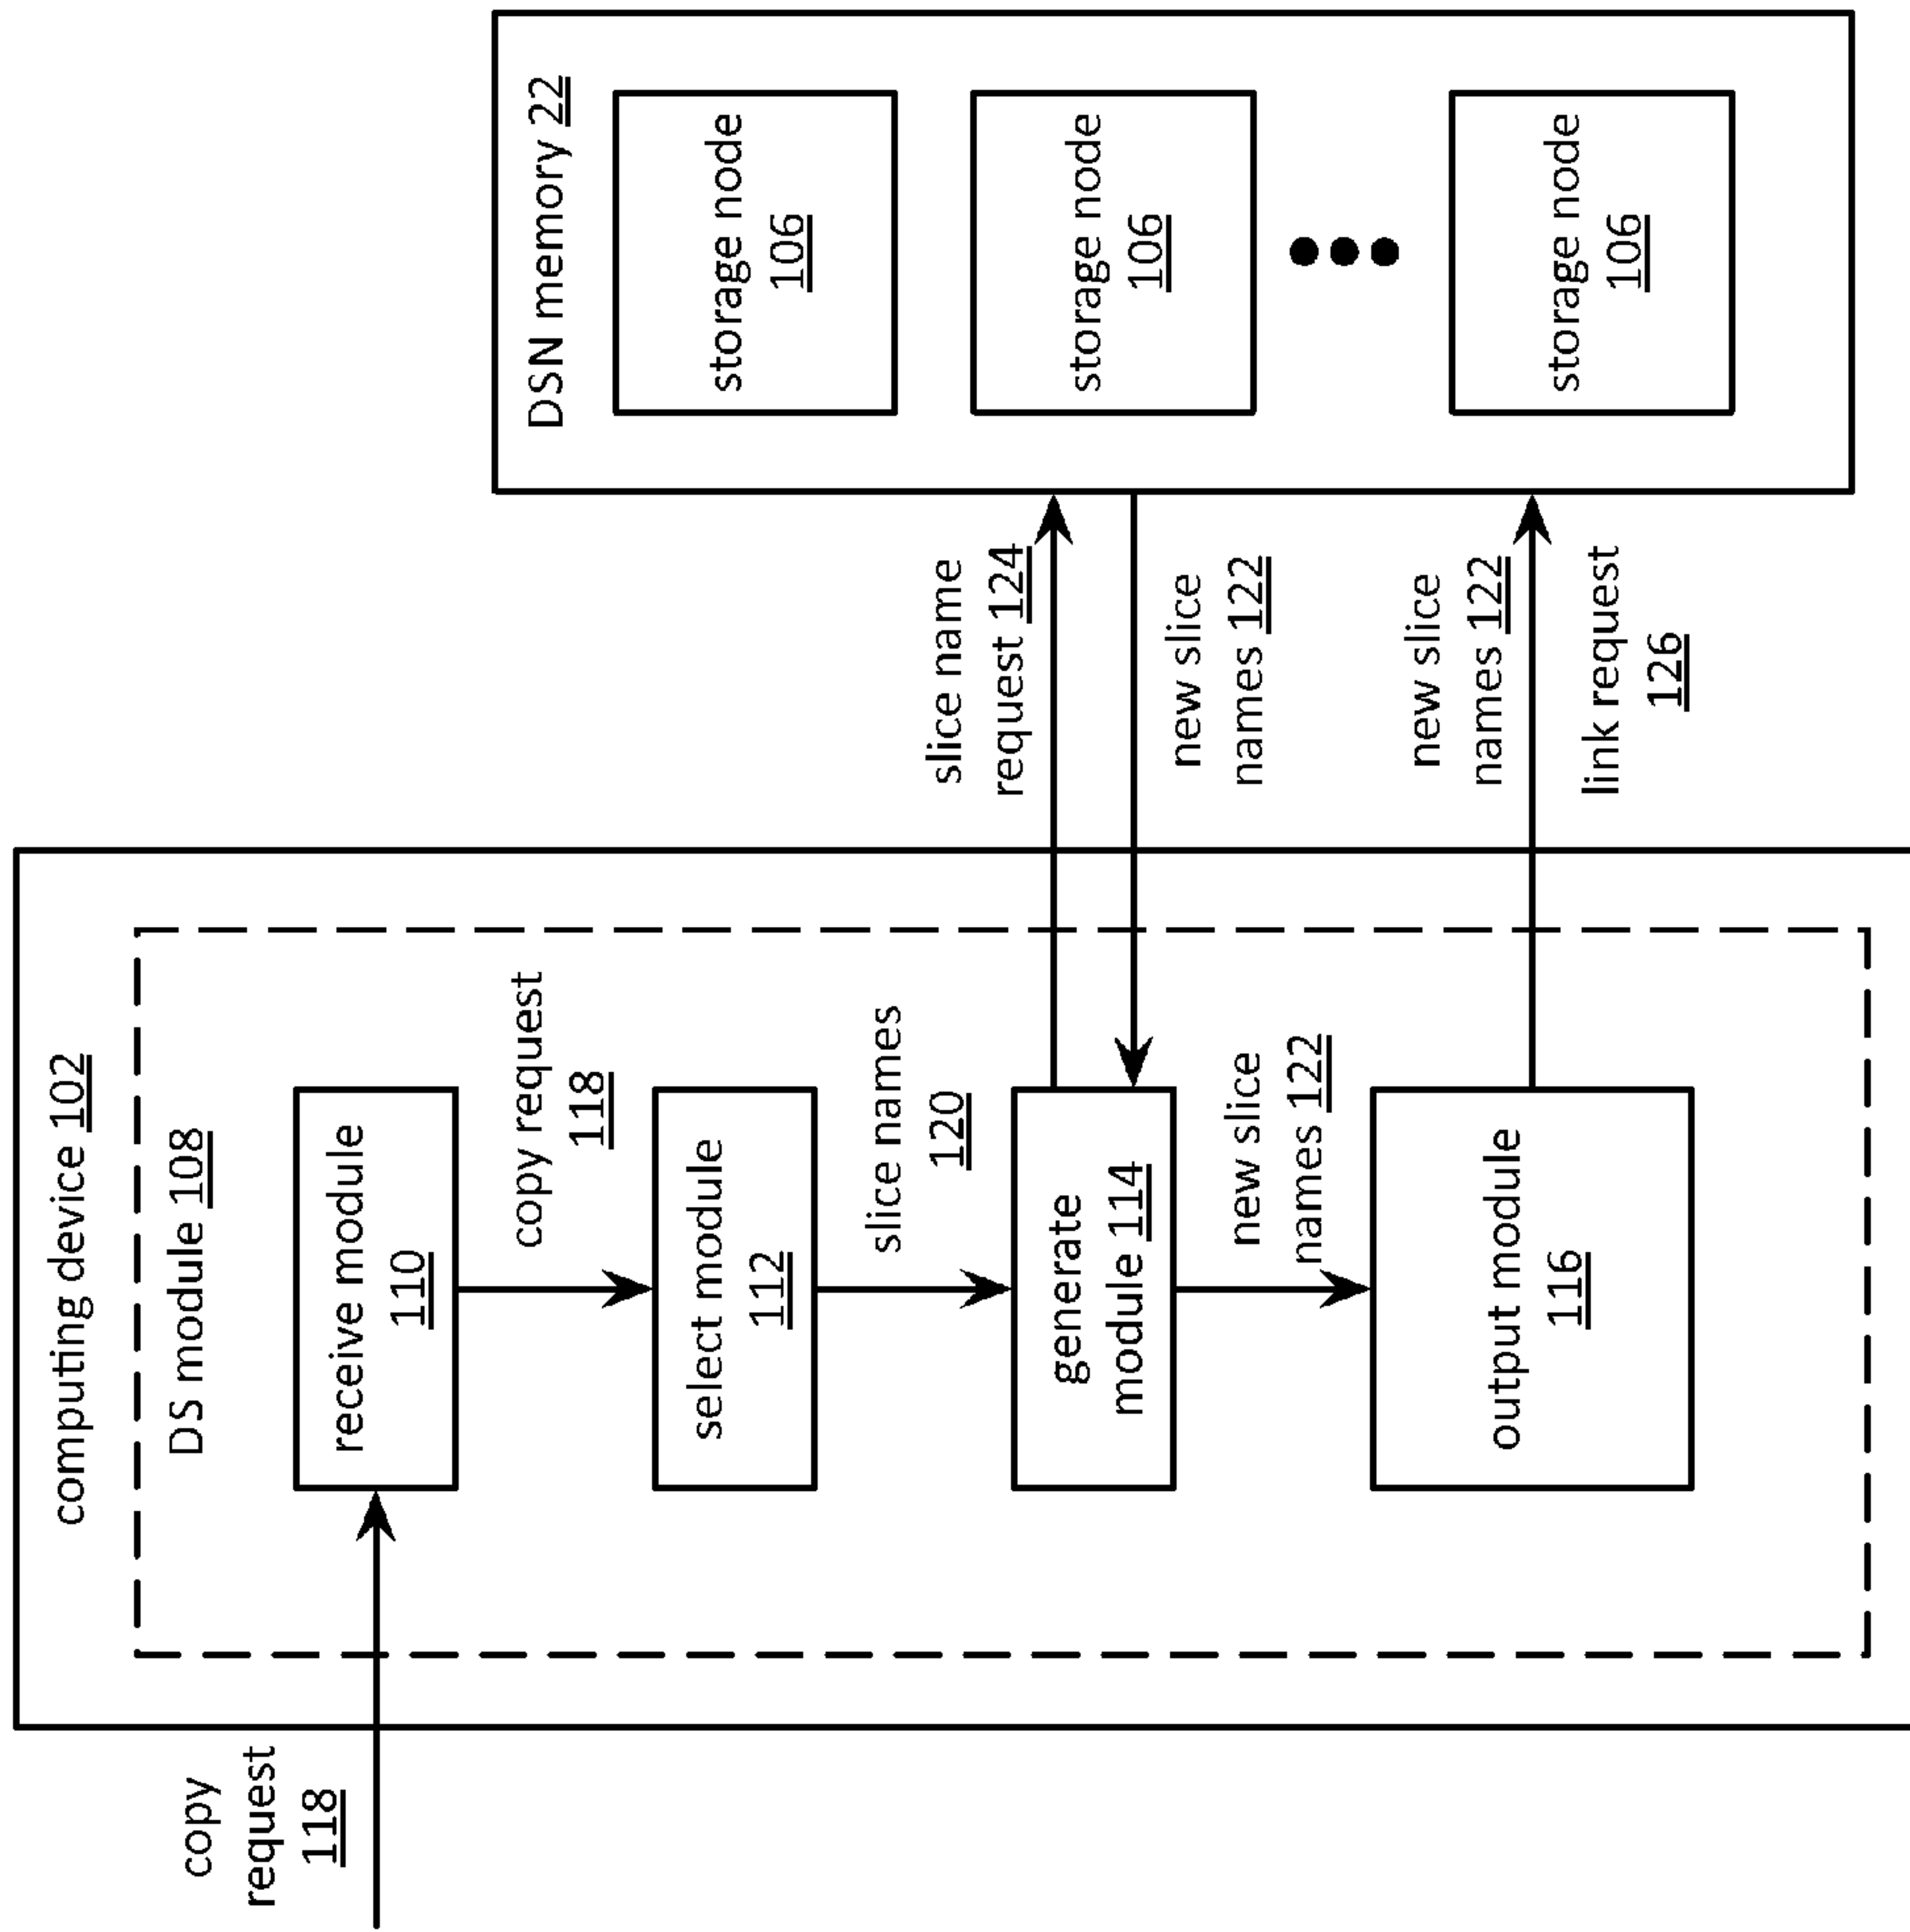 computing device 102
DS module 108
copy
request
118
receive module
110
copy request
118
select module
112
slice names
120
generate
module 114
new slice
names 122
output module
116
slice name
request 124
new slice
names 122
new slice
names 122
link request
126
DSN memory 22
storage node
106
storage node
106
storage node
106